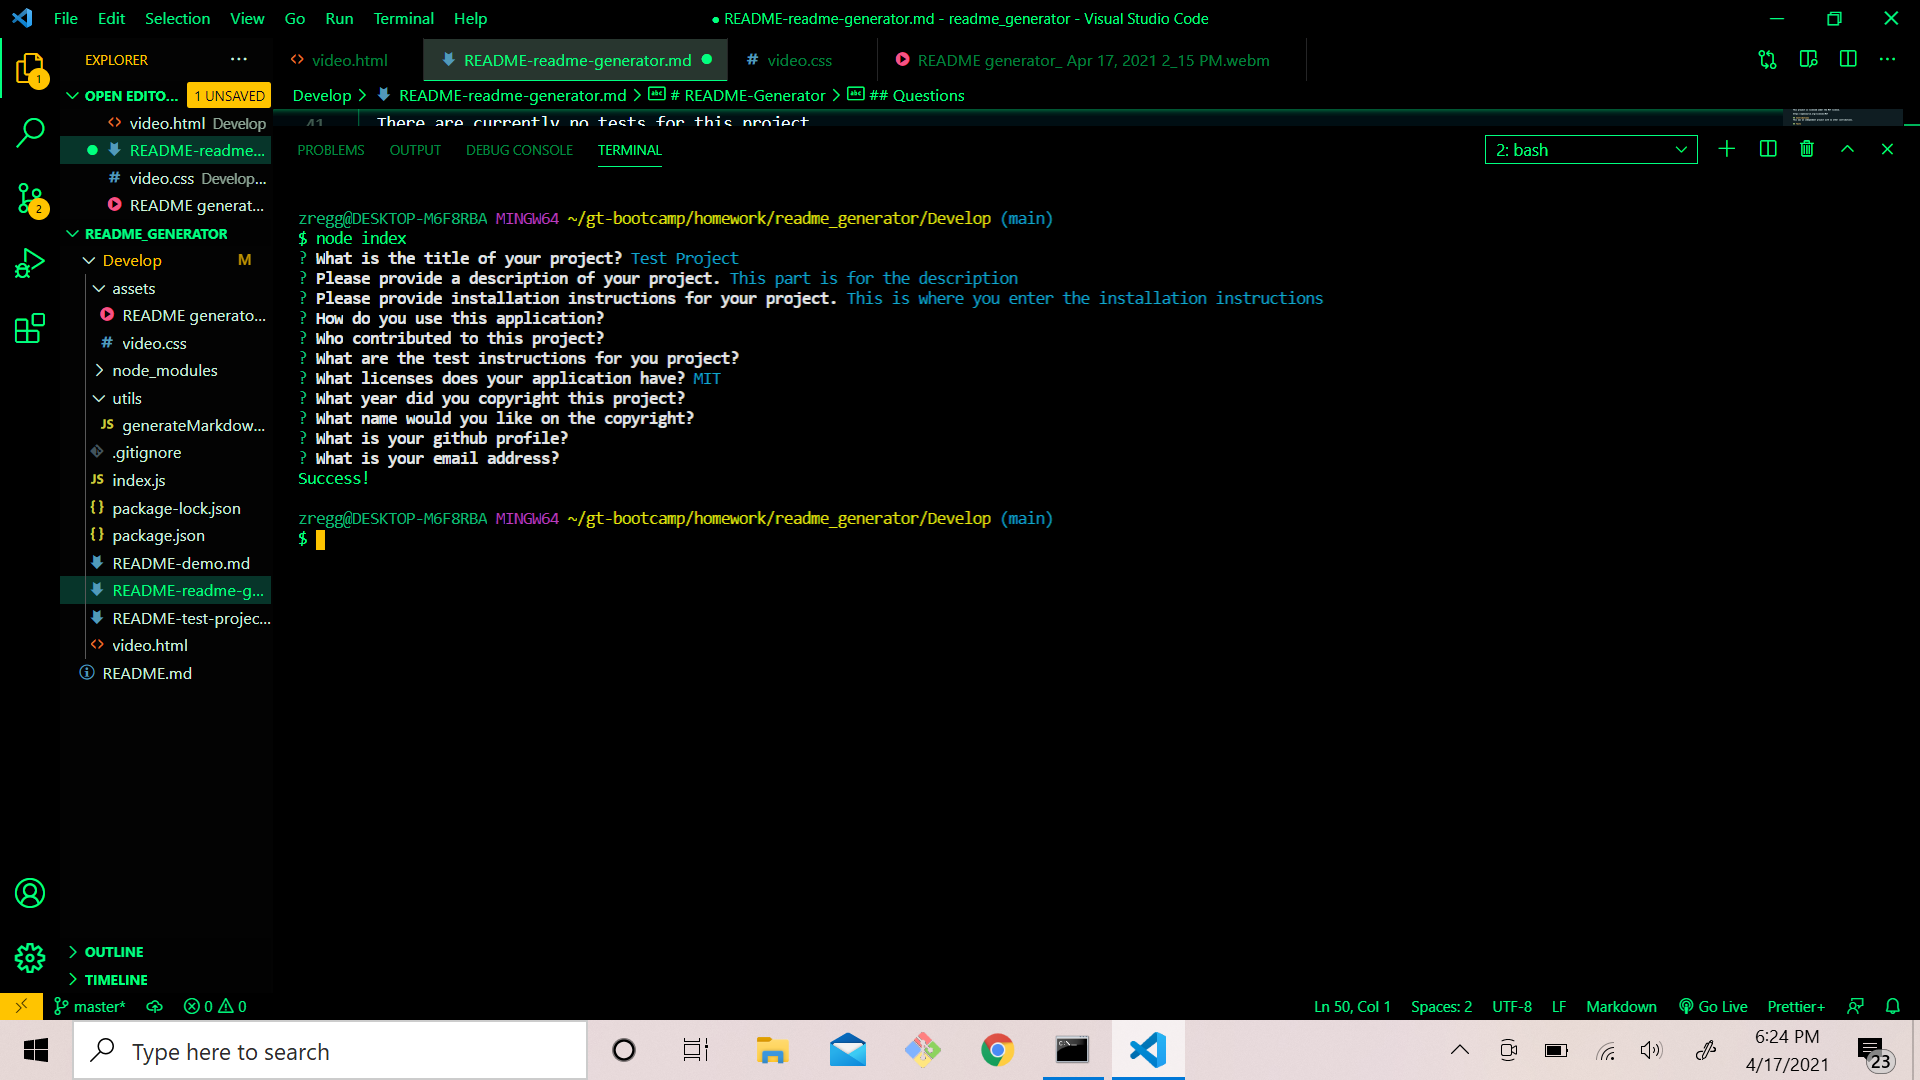 File Edit Selection View Go Run Terminal Help
● README-readme-generator.md - readme_generator - Visual Studio Code
EXPLORER
video.html
README-readme-generator.md
# video.css
README generator_ Apr 17, 2021 2_15 PM.webm
OPEN EDITO... 1 UNSAVED
Develop > README-readme-generator.md > # README-Generator > ## Questions
video.html Develop
41 There are currently no tests for this project
README-readme...
# video.css Develop...
README generat...
PROBLEMS OUTPUT DEBUG CONSOLE TERMINAL
2: bash
README_GENERATOR
Develop M
assets
README generato...
# video.css
node_modules
utils
JS generateMarkdow...
.gitignore
JS index.js
{} package-lock.json
{} package.json
README-demo.md
README-readme-g...
README-test-projec...
video.html
README.md
OUTLINE
TIMELINE
zregg@DESKTOP-M6F8RBA MINGW64 ~/gt-bootcamp/homework/readme_generator/Develop (main)
$ node index
? What is the title of your project? Test Project
? Please provide a description of your project. This part is for the description
? Please provide installation instructions for your project. This is where you enter the installation instructions
? How do you use this application?
? Who contributed to this project?
? What are the test instructions for you project?
? What licenses does your application have? MIT
? What year did you copyright this project?
? What name would you like on the copyright?
? What is your github profile?
? What is your email address?
Success!
zregg@DESKTOP-M6F8RBA MINGW64 ~/gt-bootcamp/homework/readme_generator/Develop (main)
$
1
2
master* 0 0
Ln 50, Col 1 Spaces: 2 UTF-8 LF Markdown Go Live Prettier+
Type here to search
6:24 PM
4/17/2021
23